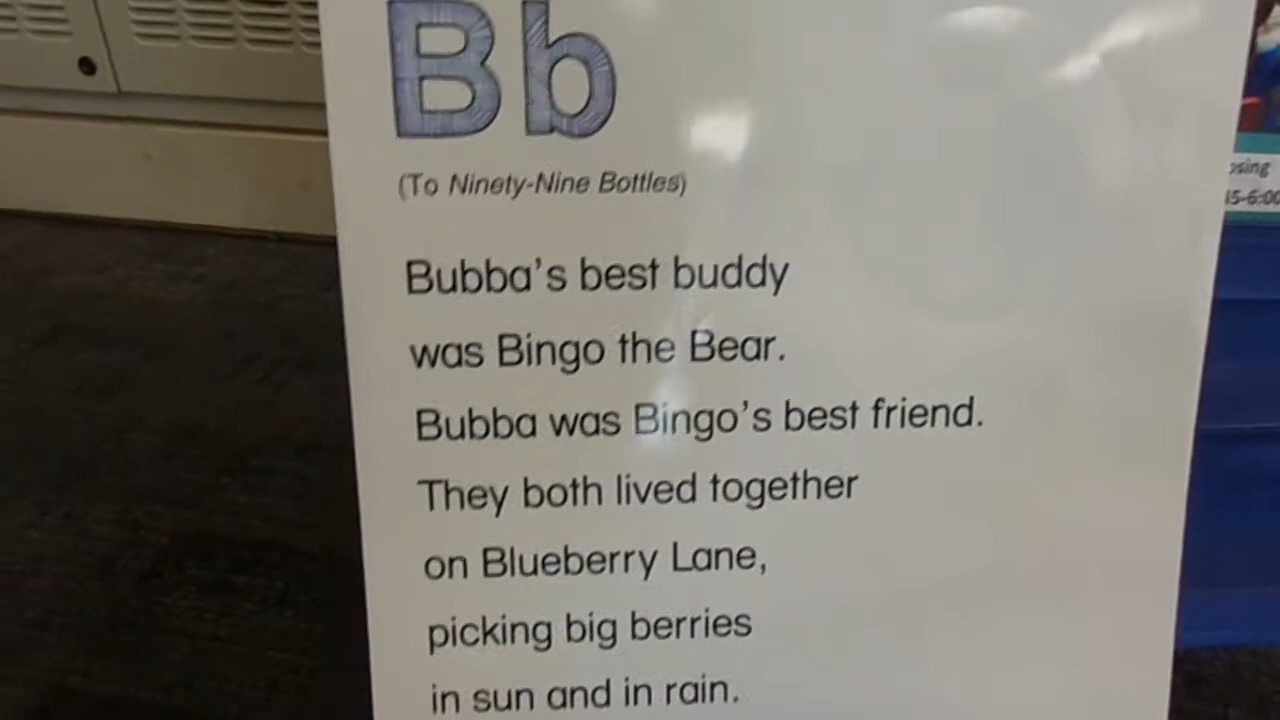 Bb
(To Ninety-Nine Bottles)
Bubba's best buddy
was Bingo the Bear.
Bubba was Bingo's best friend.
They both lived together
on Blueberry Lane,
picking big berries
in sun and in rain.